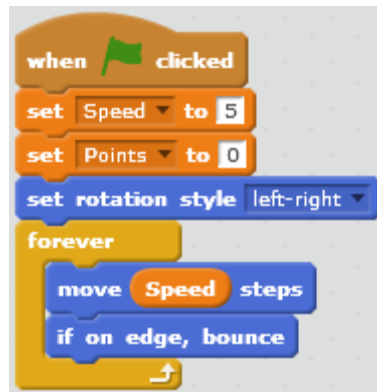 when clicked
set Speed to 5
set Points to 0
set rotation style left-right
forever
move Speed steps
if on edge, bounce